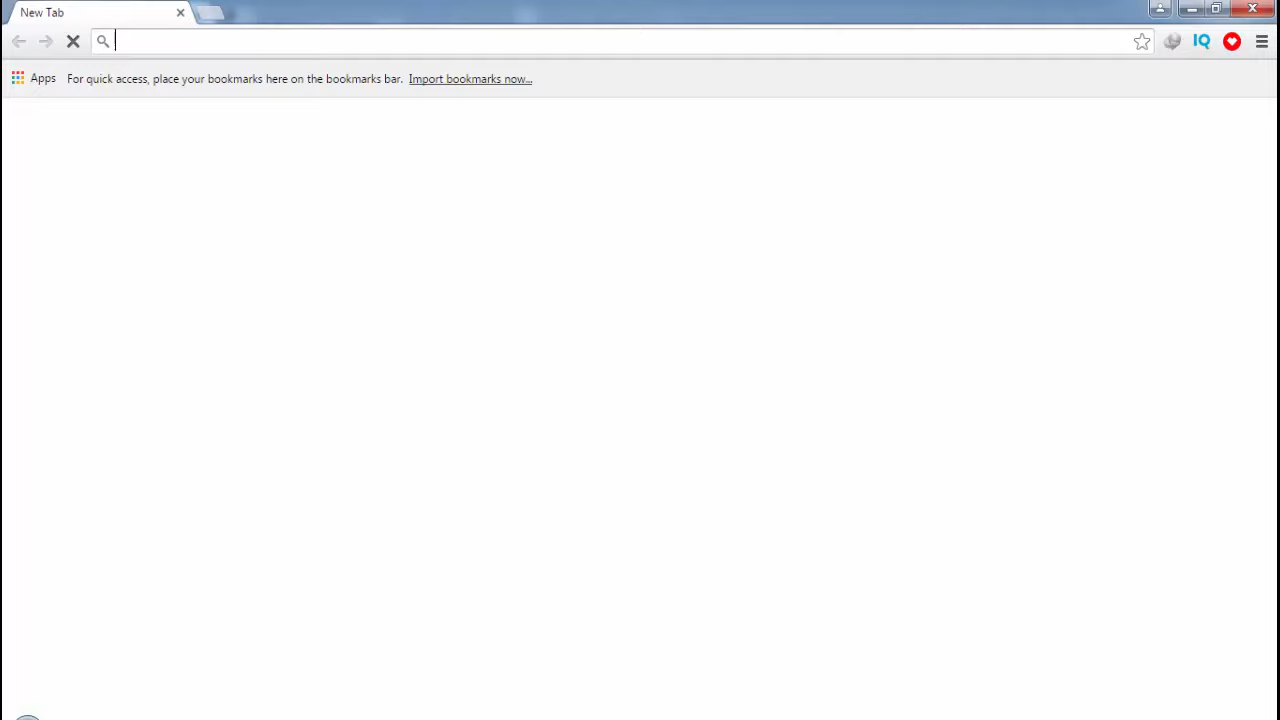 New Tab
IQ
Apps For quick access, place your bookmarks here on the bookmarks bar. Import bookmarks now...